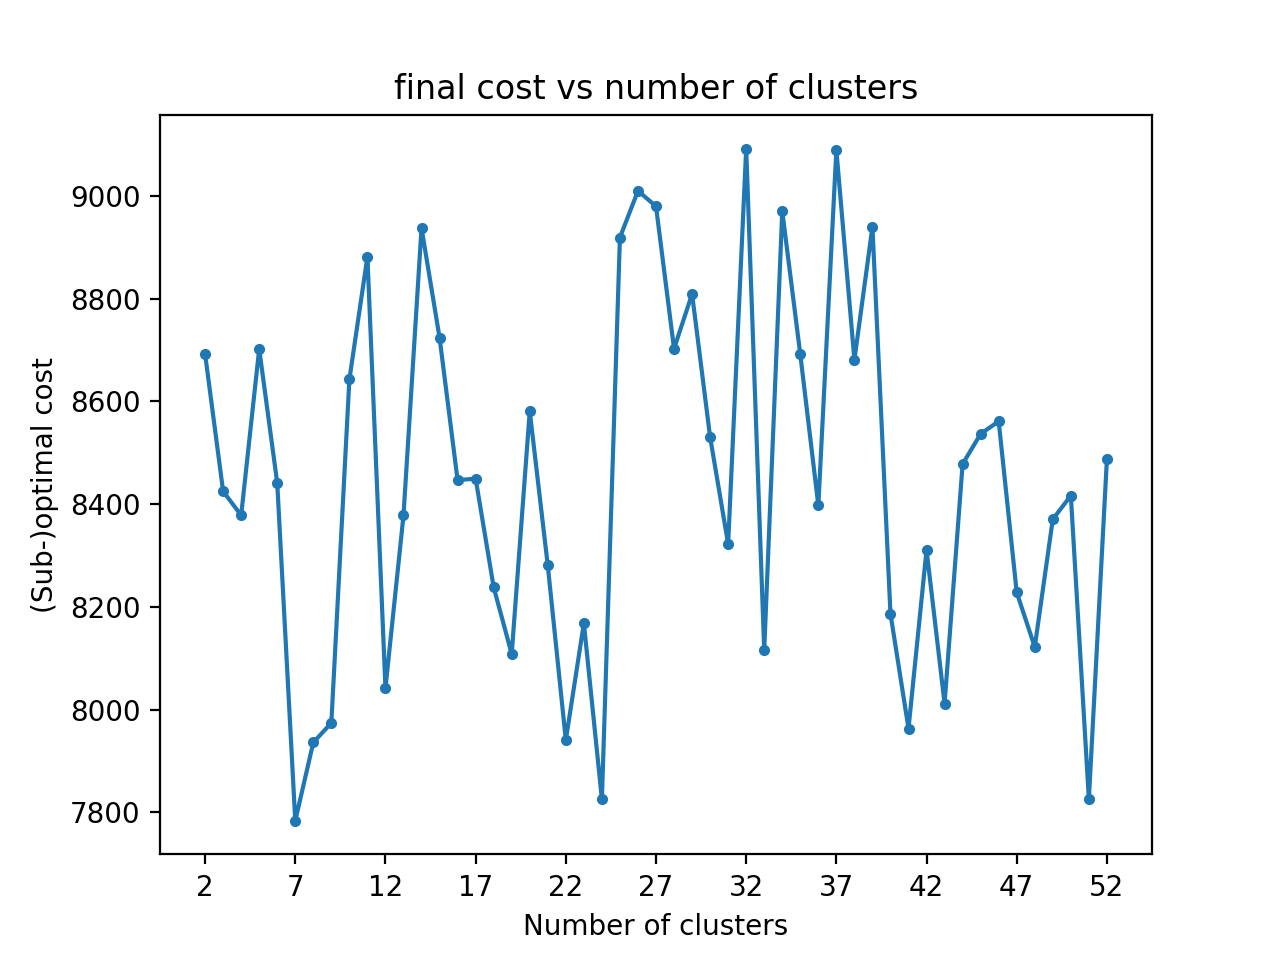 final cost vs number of clusters
(Sub-)optimal cost
9000
8800
8600
8400
8200
8000
7800
2 7 12 17 22 27 32 37 42 47 52
Number of clusters